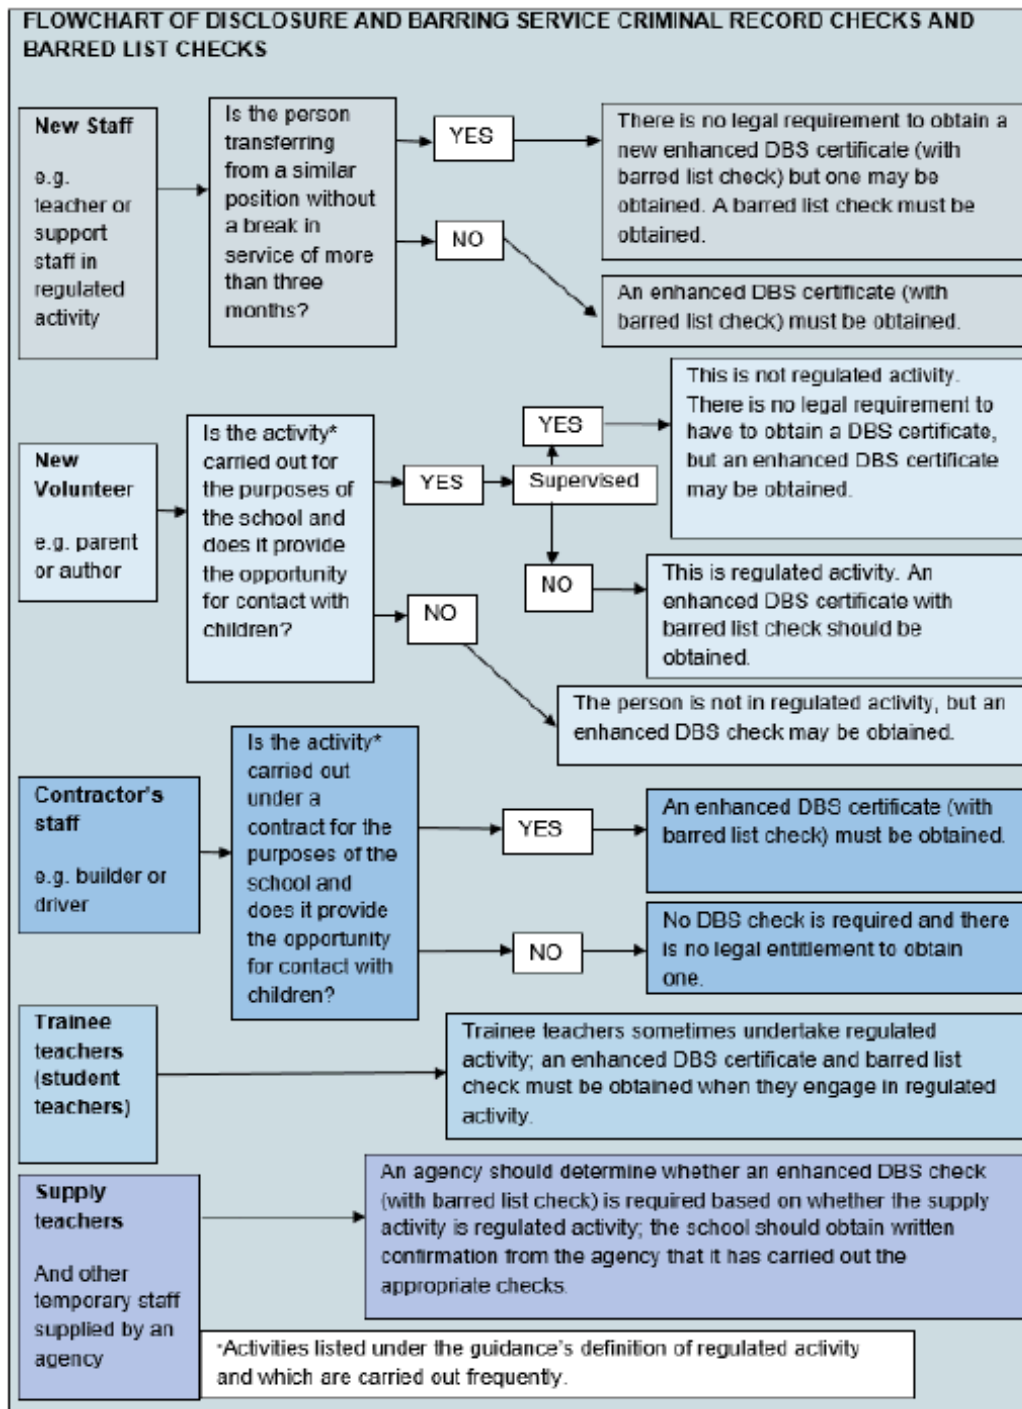 FLOWCHART OF DISCLOSURE AND BARRING SERVICE CRIMINAL RECORD CHECKS AND
BARRED LIST CHECKS
New Staff
e.g.
teacher or
support
staff in
regulated
activity
Is the person
transferring
from a similar
position without
a break in
service of more
than three
months?
YES
There is no legal requirement to obtain a
new enhanced DBS certificate (with
barred list check) but one may be
obtained. A barred list check must be
obtained.
NO
An enhanced DBS certificate (with
barred list check) must be obtained.
New
Volunteer
e.g. parent
or author
Is the activity*
carried out for
the purposes of
the school and
does it provide
the opportunity
for contact with
children?
YES
Supervised
YES
This is not regulated activity.
There is no legal requirement to
have to obtain a DBS certificate,
but an enhanced DBS certificate
may be obtained.
NO
This is regulated activity. An
enhanced DBS certificate with
barred list check should be
obtained.
NO
The person is not in regulated activity, but an
enhanced DBS check may be obtained.
Contractor's
staff
e.g. builder or
driver
Is the activity*
carried out
under a
contract for the
purposes of the
school and
does it provide
the opportunity
for contact with
children?
YES
An enhanced DBS certificate (with
barred list check) must be obtained.
NO
No DBS check is required and there
is no legal entitlement to obtain
one.
Trainee
teachers
(student
teachers)
Trainee teachers sometimes undertake regulated
activity; an enhanced DBS certificate and barred list
check must be obtained when they engage in regulated
activity.
Supply
teachers
And other
temporary staff
supplied by an
agency
An agency should determine whether an enhanced DBS check
(with barred list check) is required based on whether the supply
activity is regulated activity; the school should obtain written
confirmation from the agency that it has carried out the
appropriate checks.
*Activities listed under the guidance's definition of regulated activity
and which are carried out frequently.